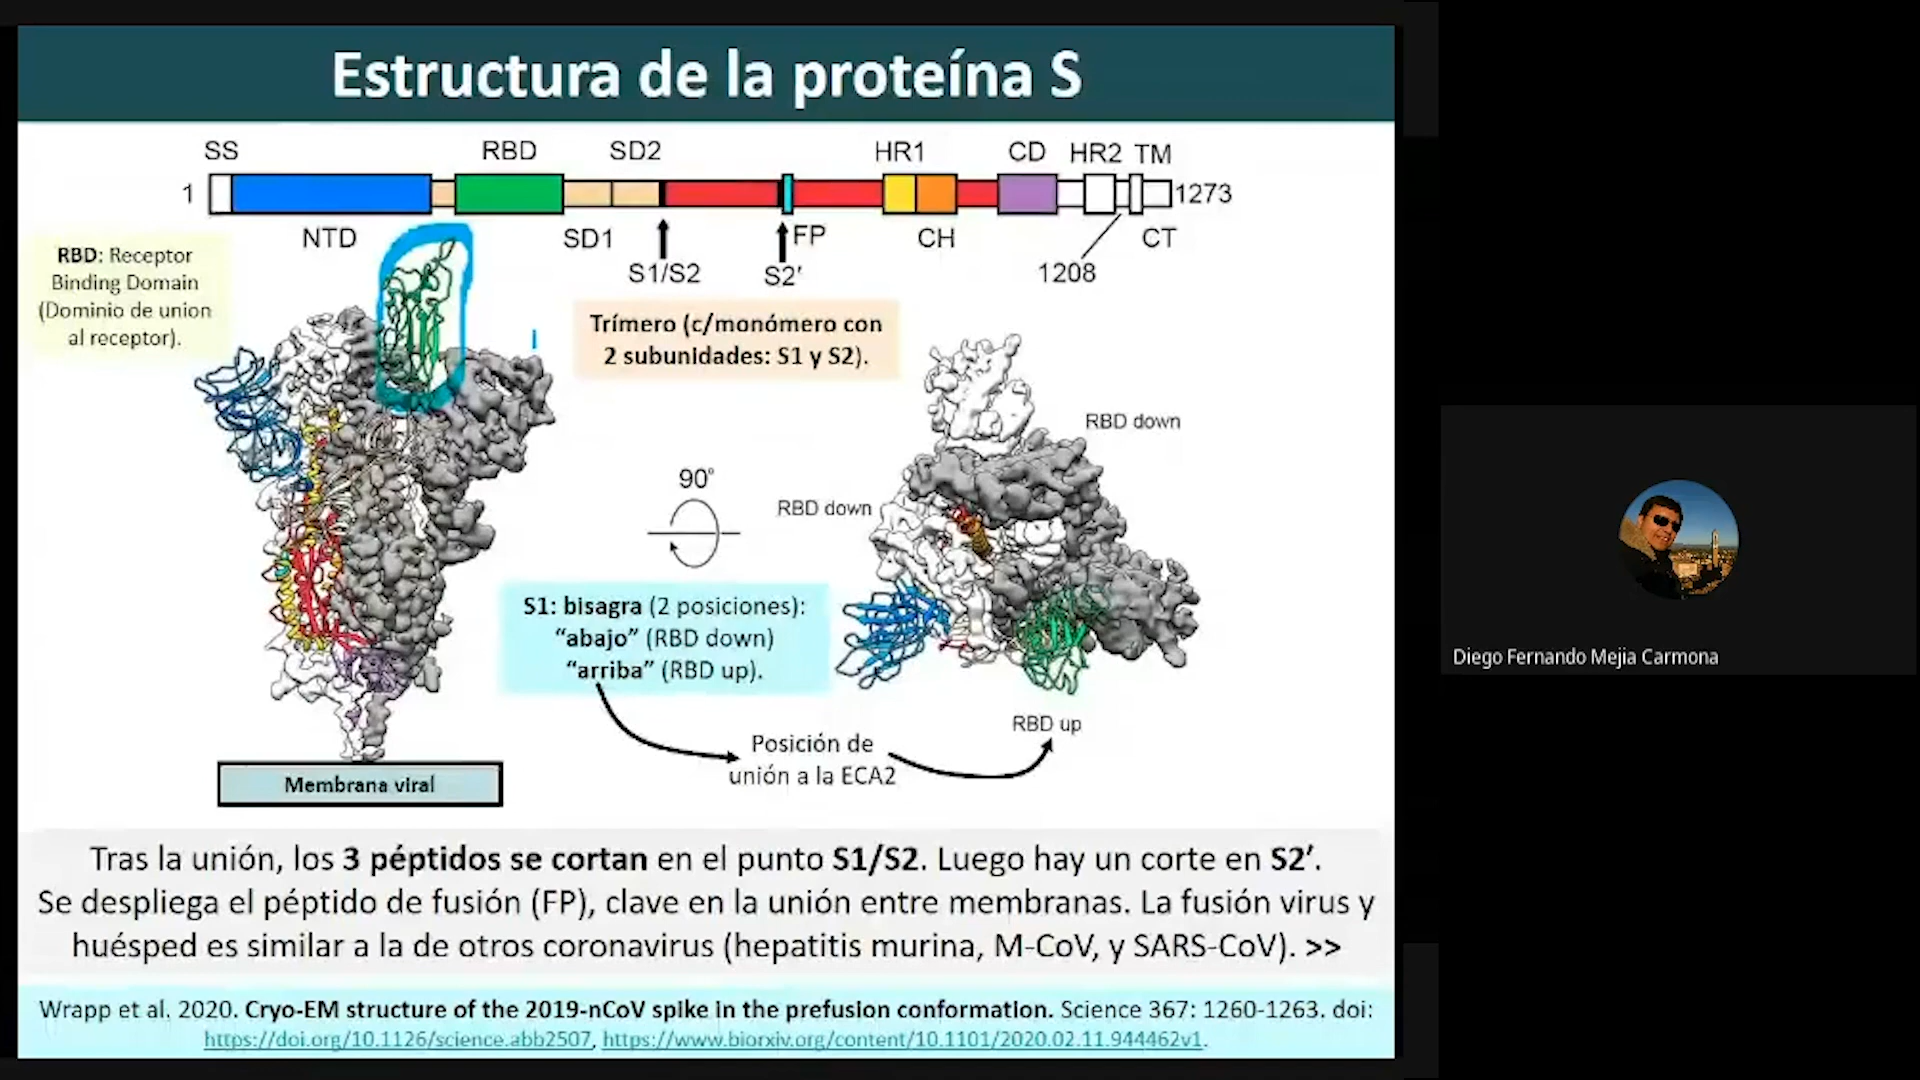 Estructura de la proteína S
SS RBD SD2 HR1 CD HR2 TM
1 1273
NTD SD1 FP CH CT
S1/S2 S2′ 1208
RBD: Receptor
Binding Domain
(Dominio de union
al receptor).
Trímero (c/monómero con
2 subunidades: S1 y S2).
RBD down
90°
RBD down
S1: bisagra (2 posiciones):
“abajo” (RBD down)
“arriba” (RBD up).
RBD up
Posición de
unión a la ECA2
Membrana viral
Tras la unión, los 3 péptidos se cortan en el punto S1/S2. Luego hay un corte en S2′.
Se despliega el péptido de fusión (FP), clave en la unión entre membranas. La fusión virus y
huésped es similar a la de otros coronavirus (hepatitis murina, M-CoV, y SARS-CoV). >>
Wrapp et al. 2020. Cryo-EM structure of the 2019-nCoV spike in the prefusion conformation. Science 367: 1260-1263. doi:
https://doi.org/10.1126/science.abb2507, https://www.biorxiv.org/content/10.1101/2020.02.11.944462v1.
Diego Fernando Mejia Carmona